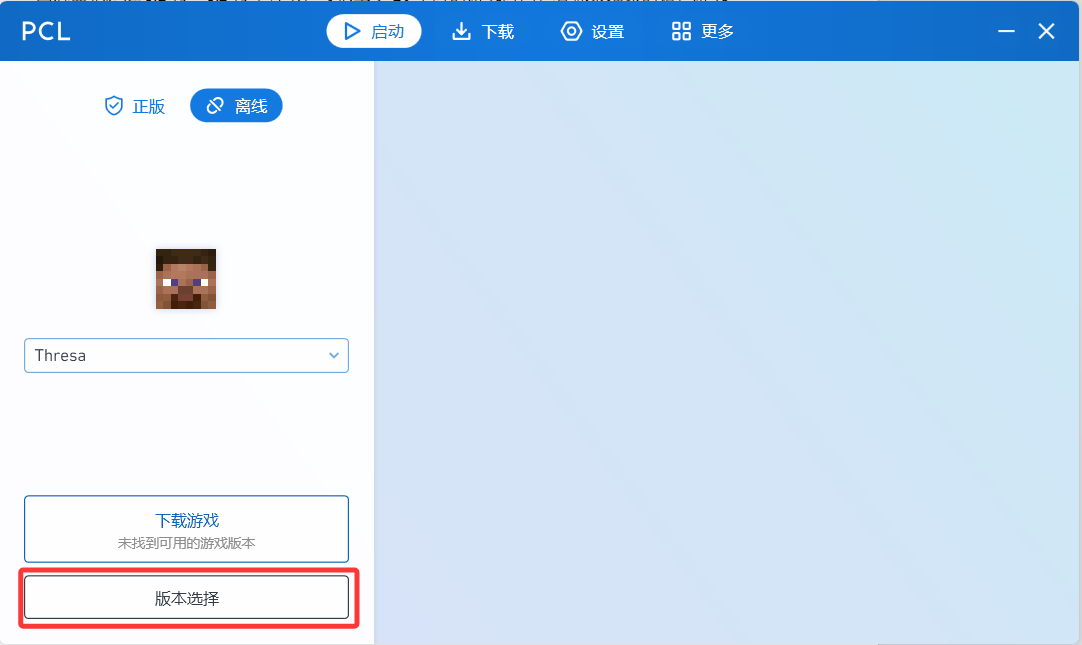 PCL
启动
下载
设置
更多
正版
离线
Thresa
下载游戏
未找到可用的游戏版本
版本选择